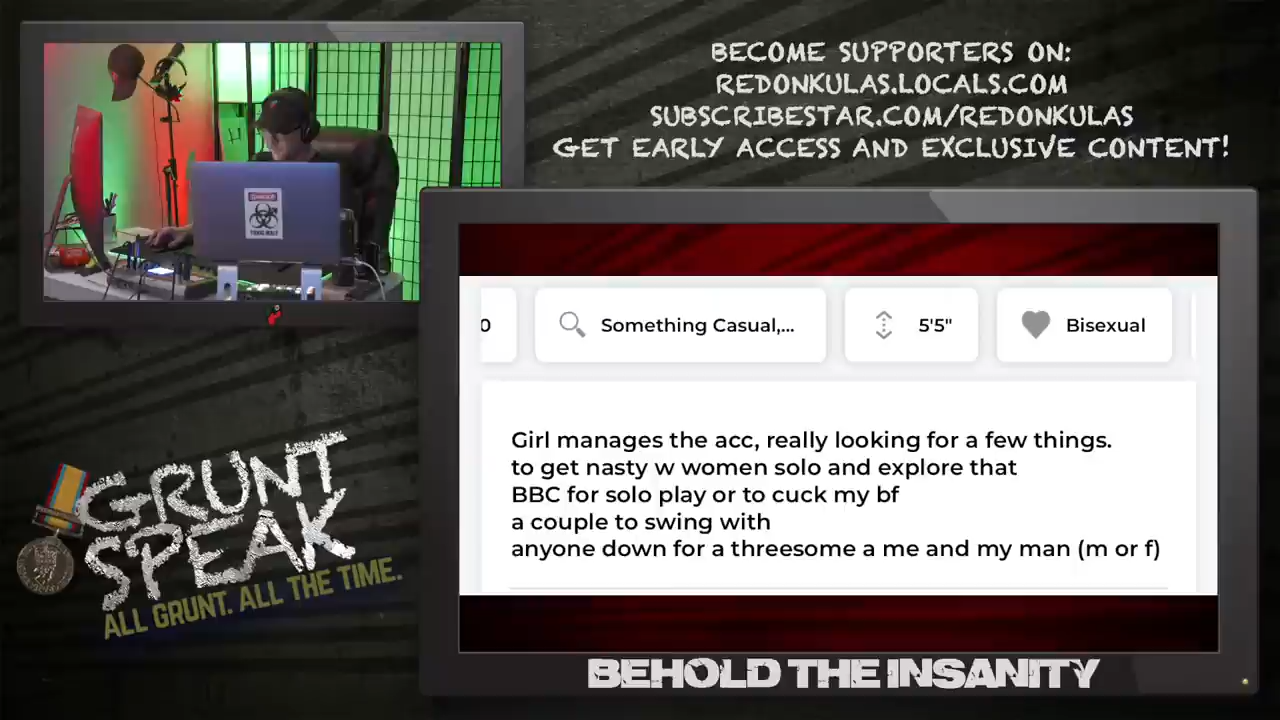 BECOME SUPPORTERS ON:
REDONKULAS.LOCALS.COM
SUBSCRIBESTAR.COM/REDONKULAS
GET EARLY ACCESS AND EXCLUSIVE CONTENT!
0
Something Casual,...
5'5"
Bisexual
Girl manages the acc, really looking for a few things.
to get nasty w women solo and explore that
BBC for solo play or to cuck my bf
a couple to swing with
anyone down for a threesome a me and my man (m or f)
GRUNT
SPEAK
ALL GRUNT. ALL THE TIME.
BEHOLD THE INSANITY